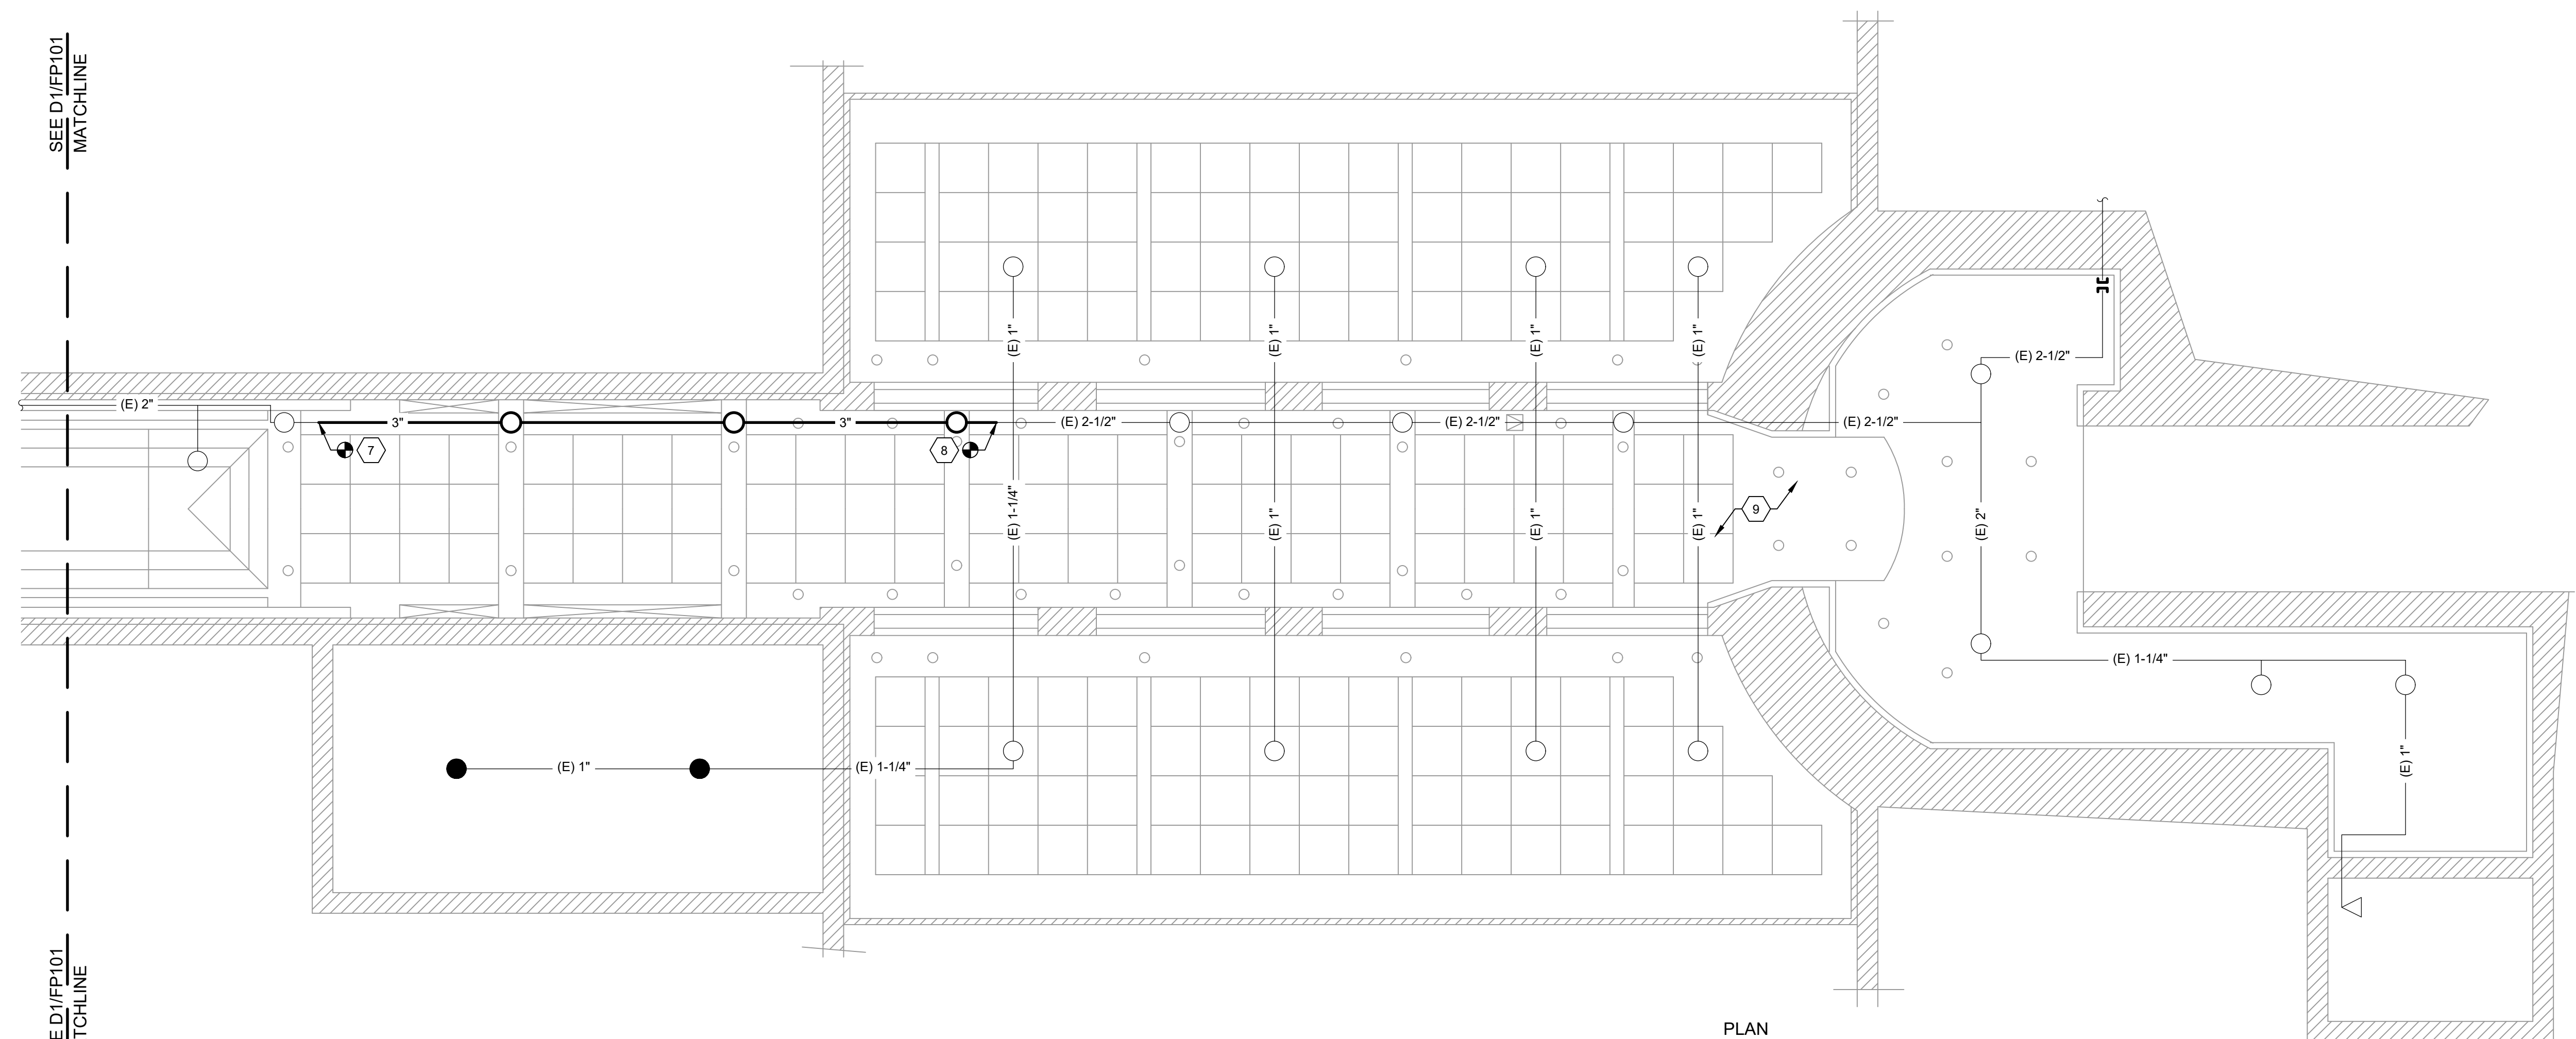 SEE D1/FP101
MATCHLINE
(E) 1"
(E) 1"
(E) 1"
(E) 1"
(E) 2-1/2"
(E) 2"
3"
3"
(E) 2-1/2"
(E) 2-1/2"
(E) 2-1/2"
7
8
(E) 1-1/4"
(E) 1"
(E) 1"
(E) 1"
9
(E) 2"
(E) 1-1/4"
(E) 1"
(E) 1"
(E) 1-1/4"
E D1/FP101
TCHLINE
PLAN